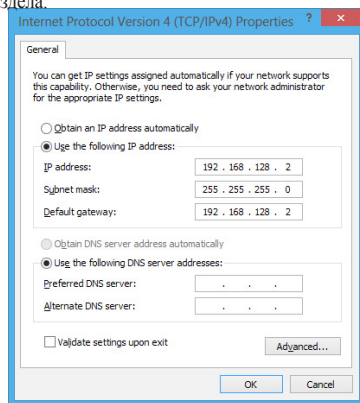 здела.
Internet Protocol Version 4 (TCP/IPv4) Properties ? ×
General
You can get IP settings assigned automatically if your network supports
this capability. Otherwise, you need to ask your network administrator
for the appropriate IP settings.
Obtain an IP address automatically
Use the following IP address:
IP address: 192 . 168 . 128 . 2
Subnet mask: 255 . 255 . 255 . 0
Default gateway: 192 . 168 . 128 . 2
Obtain DNS server address automatically
Use the following DNS server addresses:
Preferred DNS server: . . .
Alternate DNS server: . . .
Validate settings upon exit
Advanced...
OK Cancel